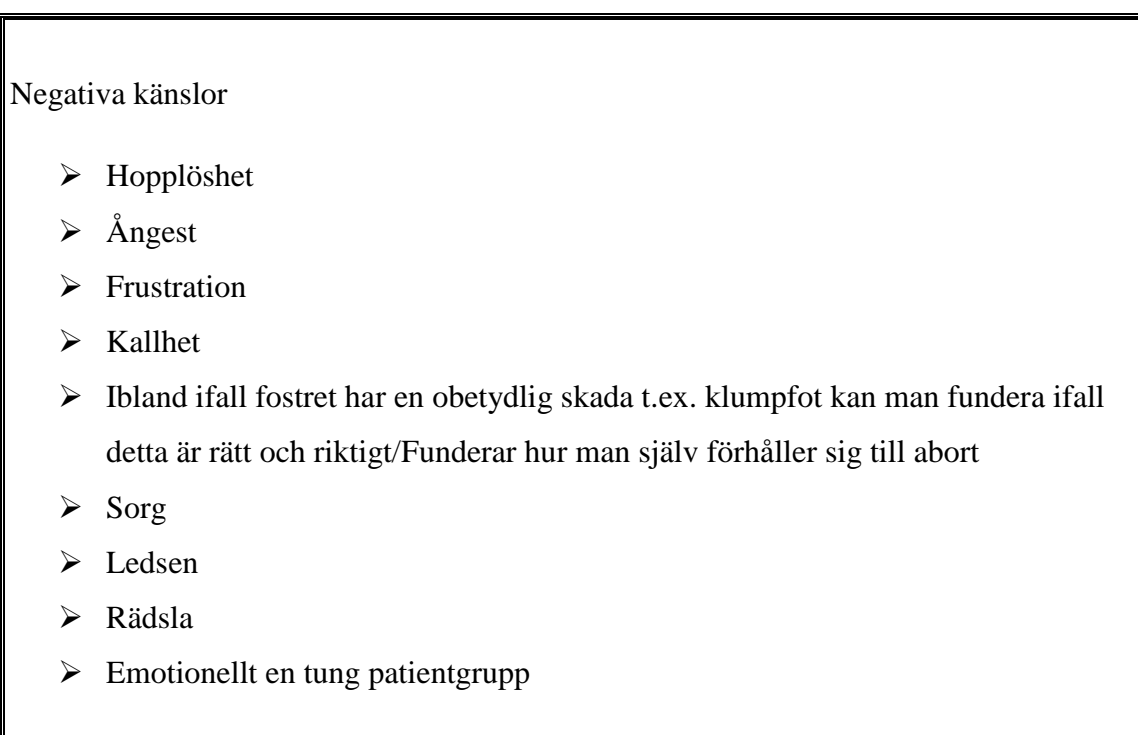 Negativa känslor
➢ Hopplöshet
➢ Ångest
➢ Frustration
➢ Kallhet
➢ Ibland ifall fostret har en obetydlig skada t.ex. klumpfot kan man fundera ifall
detta är rätt och riktigt/Funderar hur man själv förhåller sig till abort
➢ Sorg
➢ Ledsen
➢ Rädsla
➢ Emotionellt en tung patientgrupp